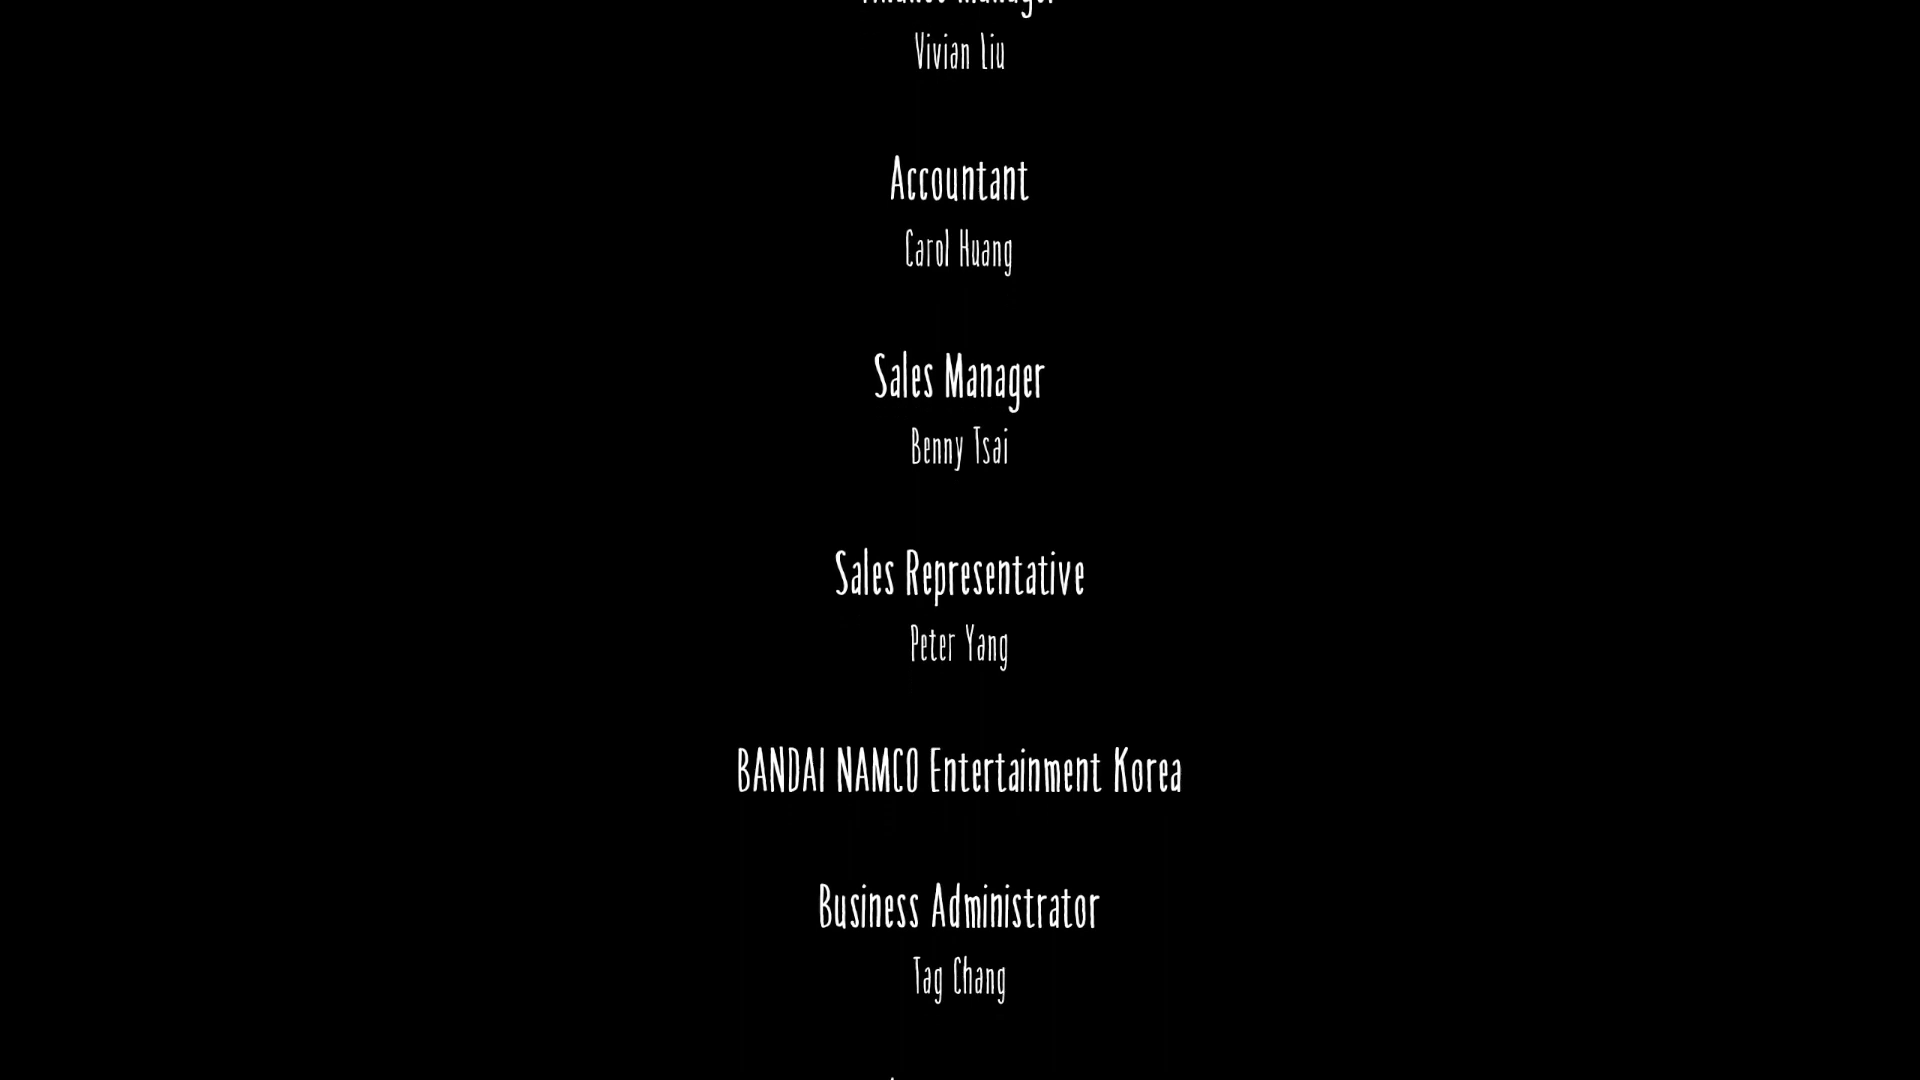 Manager
Vivian Liu
Accountant
Carol Huang
Sales Manager
Benny Tsai
Sales Representative
Peter Yang
BANDAI NAMCO Entertainment Korea
Business Administrator
Tag Chang